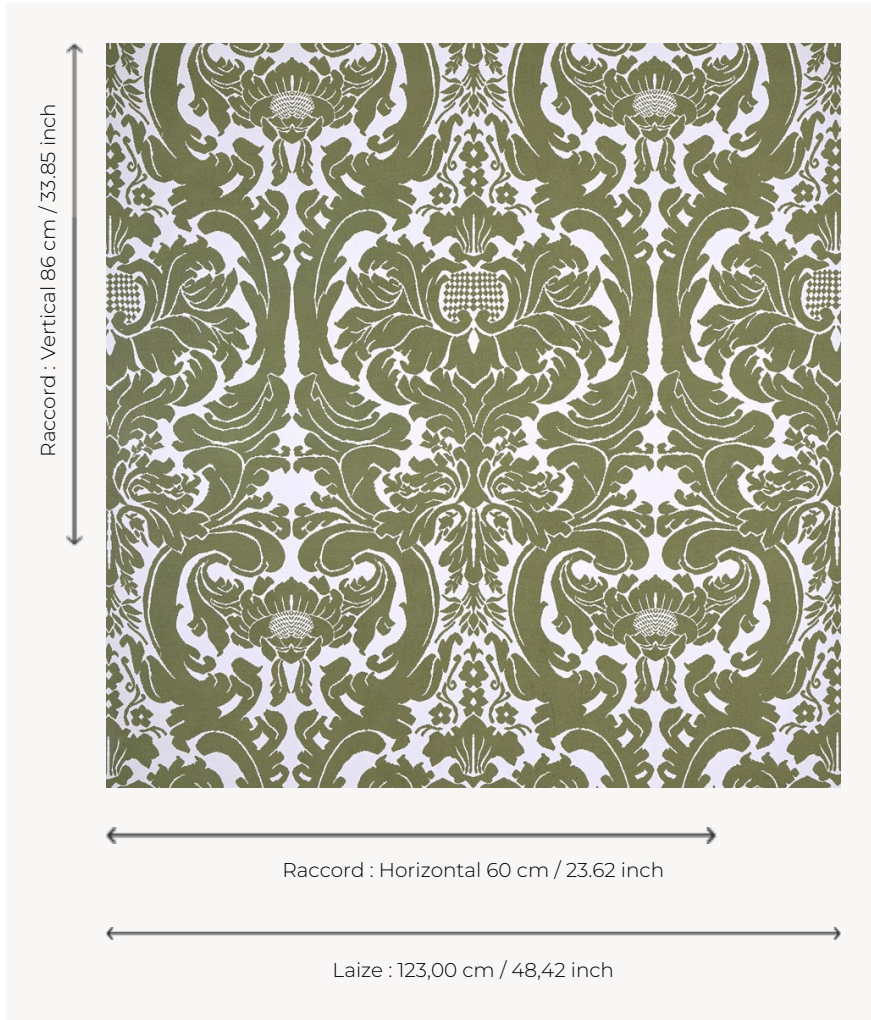 Raccord : Vertical 86 cm / 33.85 inch
Raccord : Horizontal 60 cm / 23.62 inch
Laize : 123,00 cm / 48,42 inch